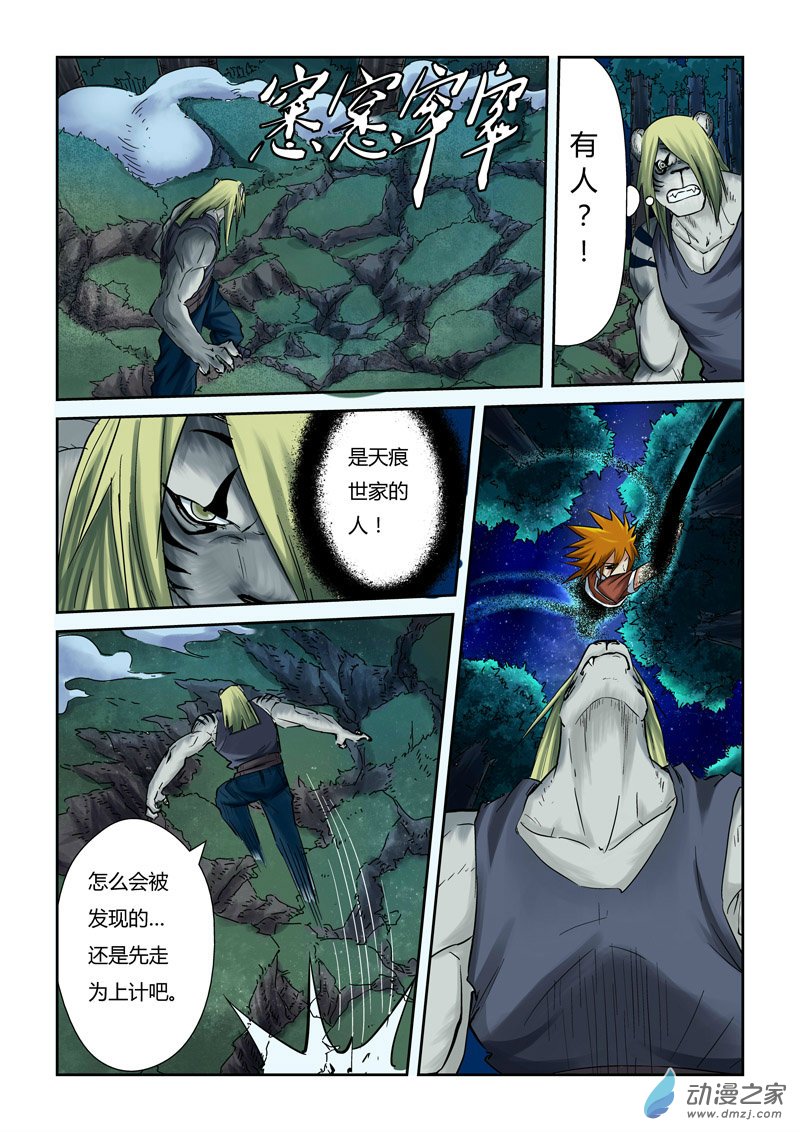 窸窸窣窣
有
人
?
!
是天痕
世家的
人！
怎么会被
发现的...
还是先走
为上计吧。
动漫之家
www.dmzj.com